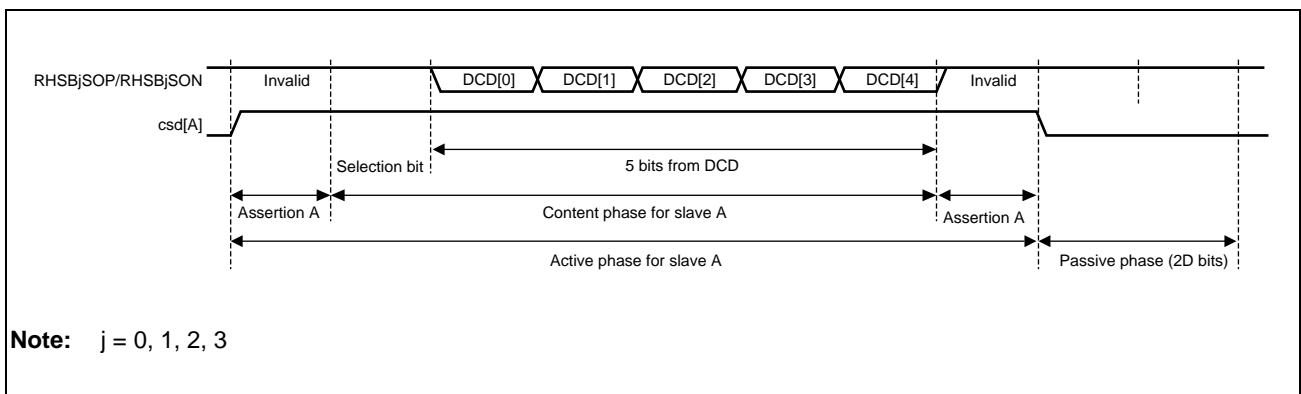 RHSBjSOP/RHSBjSON Invalid DCD[0] DCD[1] DCD[2] DCD[3] DCD[4] Invalid
csd[A]
Selection bit 5 bits from DCD
Assertion A Content phase for slave A Assertion A
Active phase for slave A Passive phase (2D bits)
Note: j = 0, 1, 2, 3